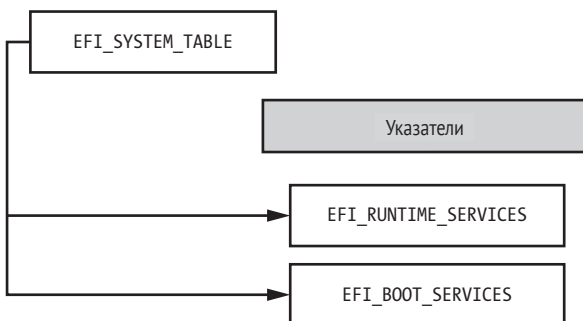 EFI_SYSTEM_TABLE
Указатели
EFI_RUNTIME_SERVICES
EFI_BOOT_SERVICES